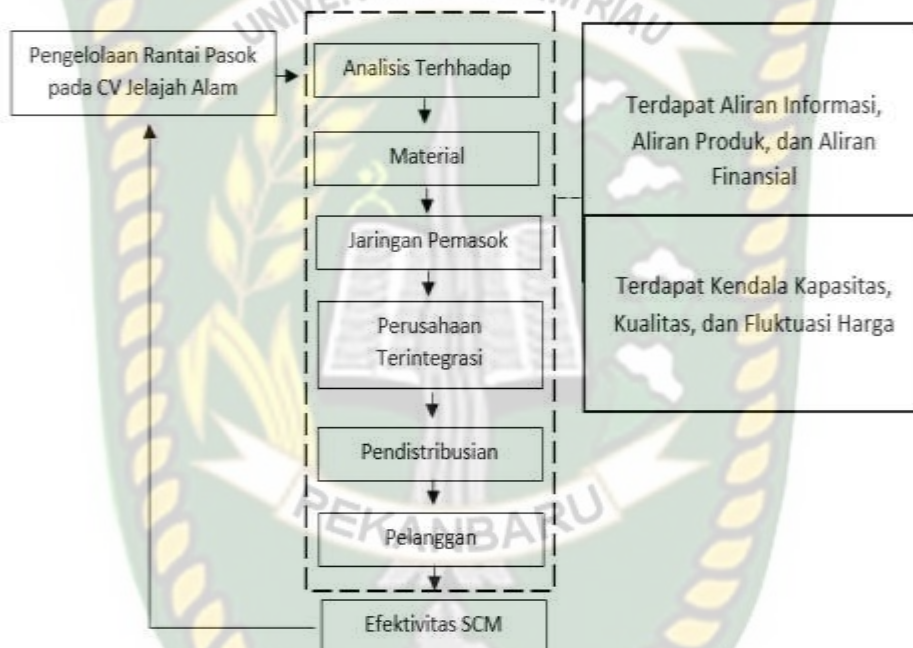 Pengelolaan Rantai Pasok
pada CV Jelajah Alam
Analisis Terhhadap
Material
Jaringan Pemasok
Perusahaan
Terintegrasi
Pendistribusian
Pelanggan
Efektivitas SCM
Terdapat Aliran Informasi,
Aliran Produk, dan Aliran
Finansial
Terdapat Kendala Kapasitas,
Kualitas, dan Fluktuasi Harga
RIAU
PEKANBARU